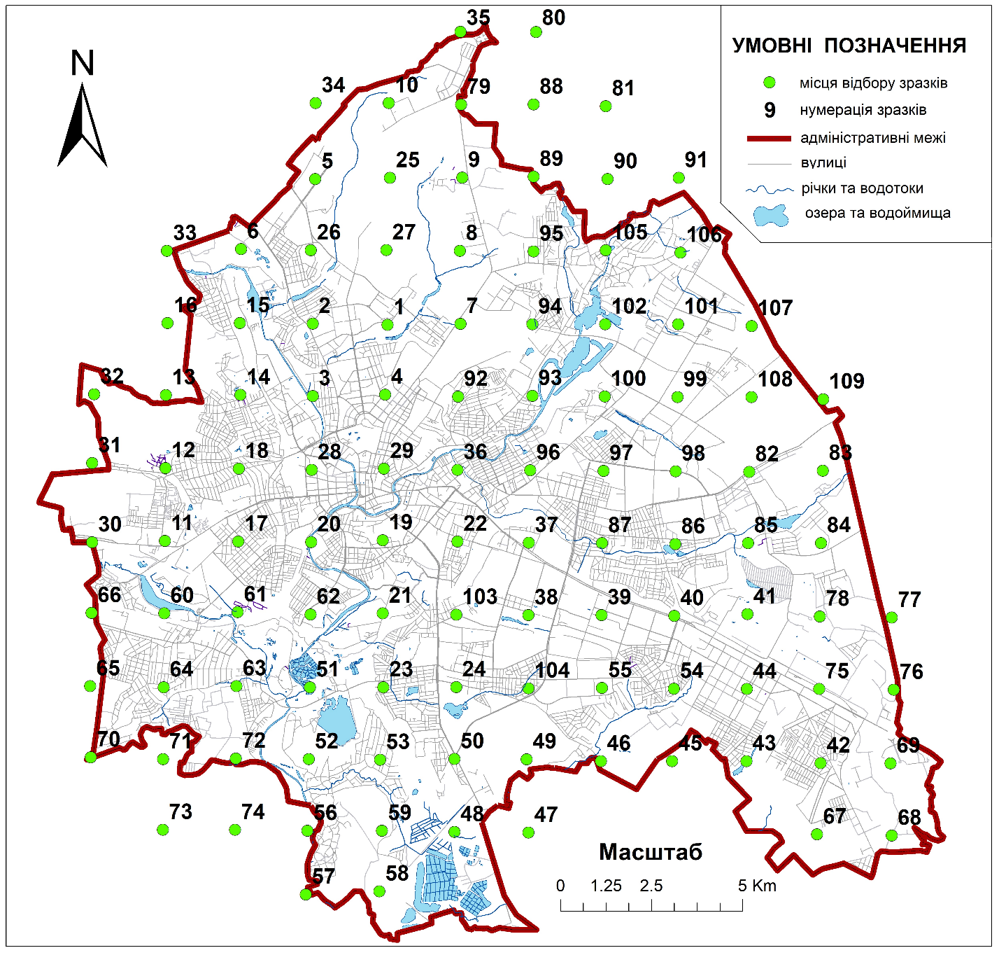 35 80
УМОВНІ ПОЗНАЧЕННЯ
N
місця відбору зразків
9 нумерація зразків
адміністративні межі
вулиці
річки та водотоки
озера та водоймища
34 10 79 88 81
5 25 9 89 90 91
33 6 26 27 8 95 105 106
16 15 2 1 7 94 102 101 107
32 13 14 3 4 92 93 100 99 108 109
31 12 18 28 29 36 96 97 98 82 83
30 11 17 20 19 22 37 87 86 85 84
66 60 61 62 21 103 38 39 40 41 78 77
65 64 63 51 23 24 104 55 54 44 75 76
70 71 72 52 53 50 49 46 45 43 42 69
73 74 56 59 48 47 67 68
Масштаб
57 58
0 1.25 2.5 5 Km